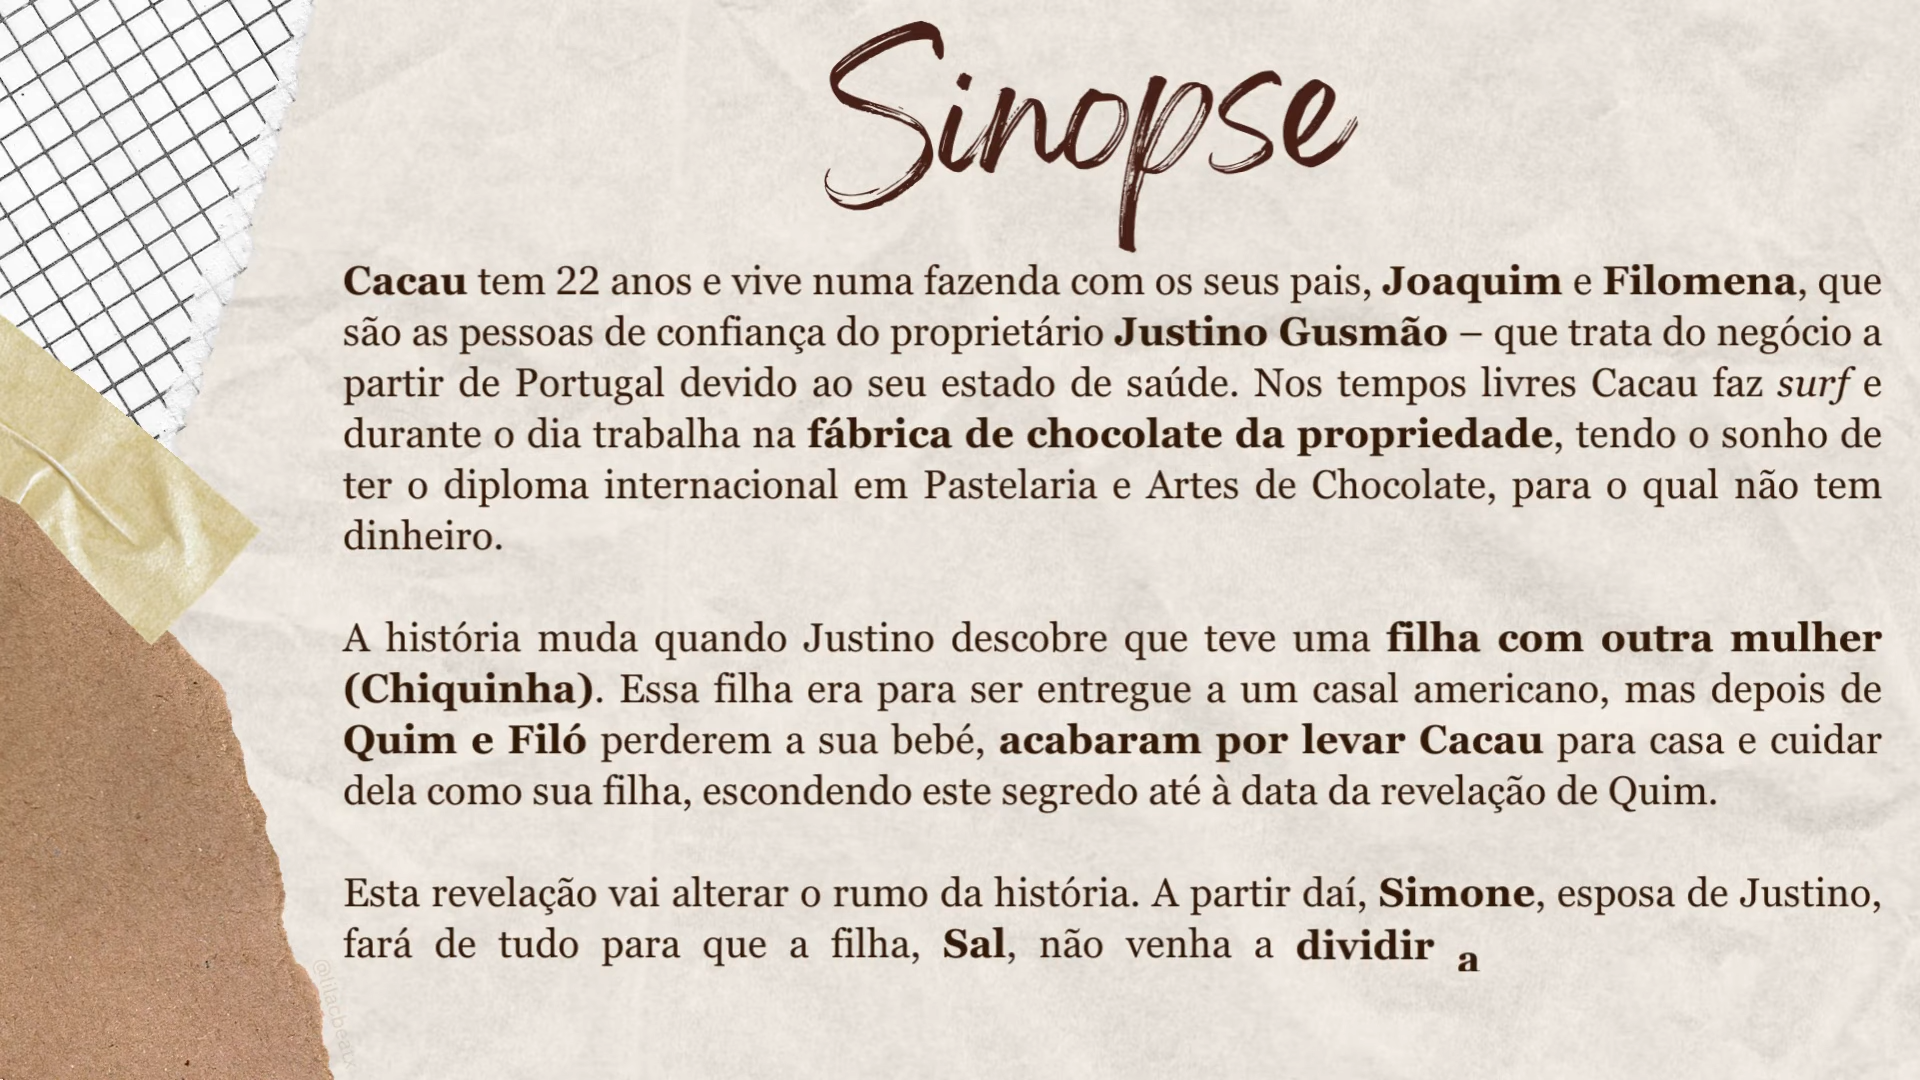 Sinopse
Cacau tem 22 anos e vive numa fazenda com os seus pais, Joaquim e Filomena, que
são as pessoas de confiança do proprietário Justino Gusmão – que trata do negócio a
partir de Portugal devido ao seu estado de saúde. Nos tempos livres Cacau faz surf e
durante o dia trabalha na fábrica de chocolate da propriedade, tendo o sonho de
ter o diploma internacional em Pastelaria e Artes de Chocolate, para o qual não tem
dinheiro.
A história muda quando Justino descobre que teve uma filha com outra mulher
(Chiquinha). Essa filha era para ser entregue a um casal americano, mas depois de
Quim e Filó perderem a sua bebé, acabaram por levar Cacau para casa e cuidar
dela como sua filha, escondendo este segredo até à data da revelação de Quim.
Esta revelação vai alterar o rumo da história. A partir daí, Simone, esposa de Justino,
fará de tudo para que a filha, Sal, não venha a dividir a